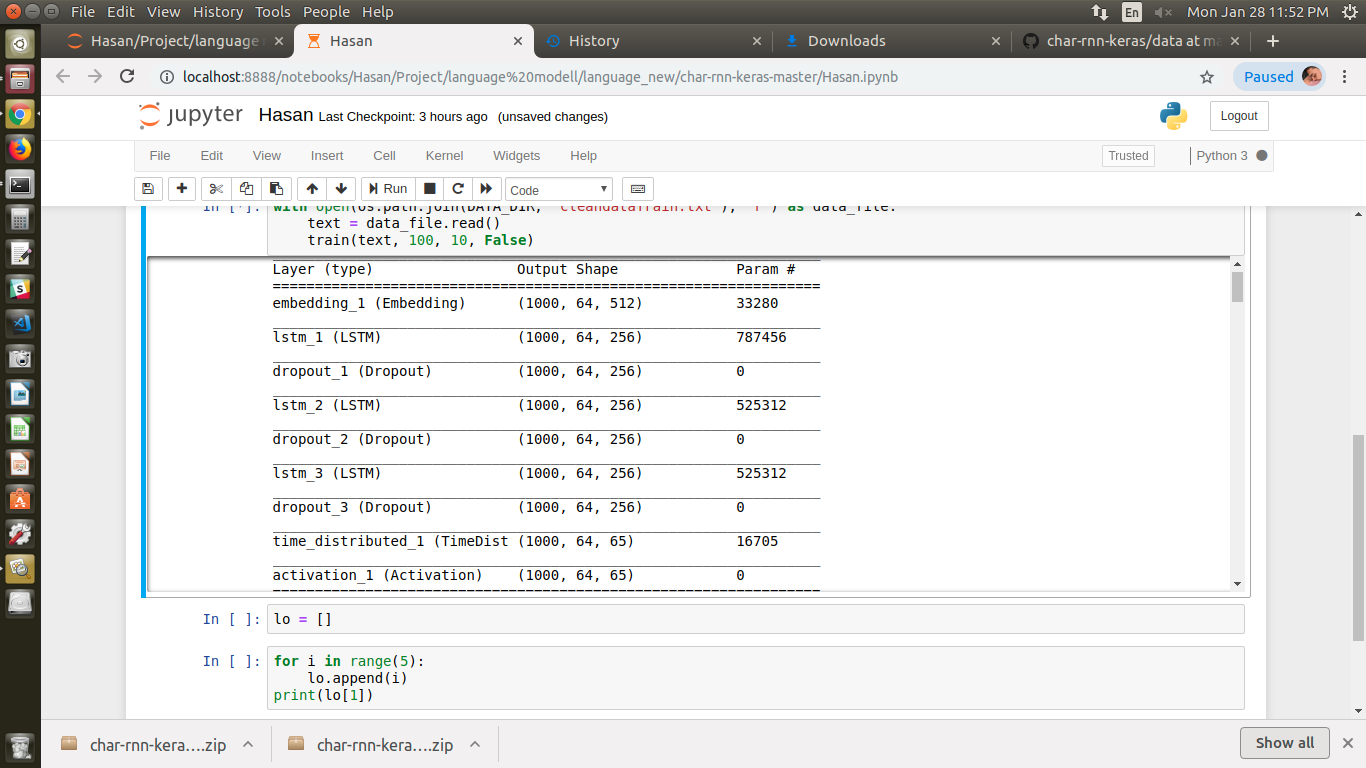 File Edit View History Tools People Help
En
Mon Jan 28 11:52 PM
Hasan/Project/language
Hasan
History
Downloads
char-rnn-keras/data at ma
localhost:8888/notebooks/Hasan/Project/language%20modell/language_new/char-rnn-keras-master/Hasan.ipynb
Paused
jupyter Hasan Last Checkpoint: 3 hours ago (unsaved changes)
Logout
File Edit View Insert Cell Kernel Widgets Help
Trusted
Python 3
Run
Code
In [*]: with open(os.path.join(DATA_DIR, 'CleandataTrain.txt'), 'r') as data_file:
text = data_file.read()
train(text, 100, 10, False)
Layer (type) Output Shape Param #
=================================================================
embedding_1 (Embedding) (1000, 64, 512) 33280
lstm_1 (LSTM) (1000, 64, 256) 787456
dropout_1 (Dropout) (1000, 64, 256) 0
lstm_2 (LSTM) (1000, 64, 256) 525312
dropout_2 (Dropout) (1000, 64, 256) 0
lstm_3 (LSTM) (1000, 64, 256) 525312
dropout_3 (Dropout) (1000, 64, 256) 0
time_distributed_1 (TimeDist (1000, 64, 65) 16705
activation_1 (Activation) (1000, 64, 65) 0
=================================================================
In [ ]: lo = []
In [ ]: for i in range(5):
lo.append(i)
print(lo[1])
char-rnn-kera....zip
char-rnn-kera....zip
Show all